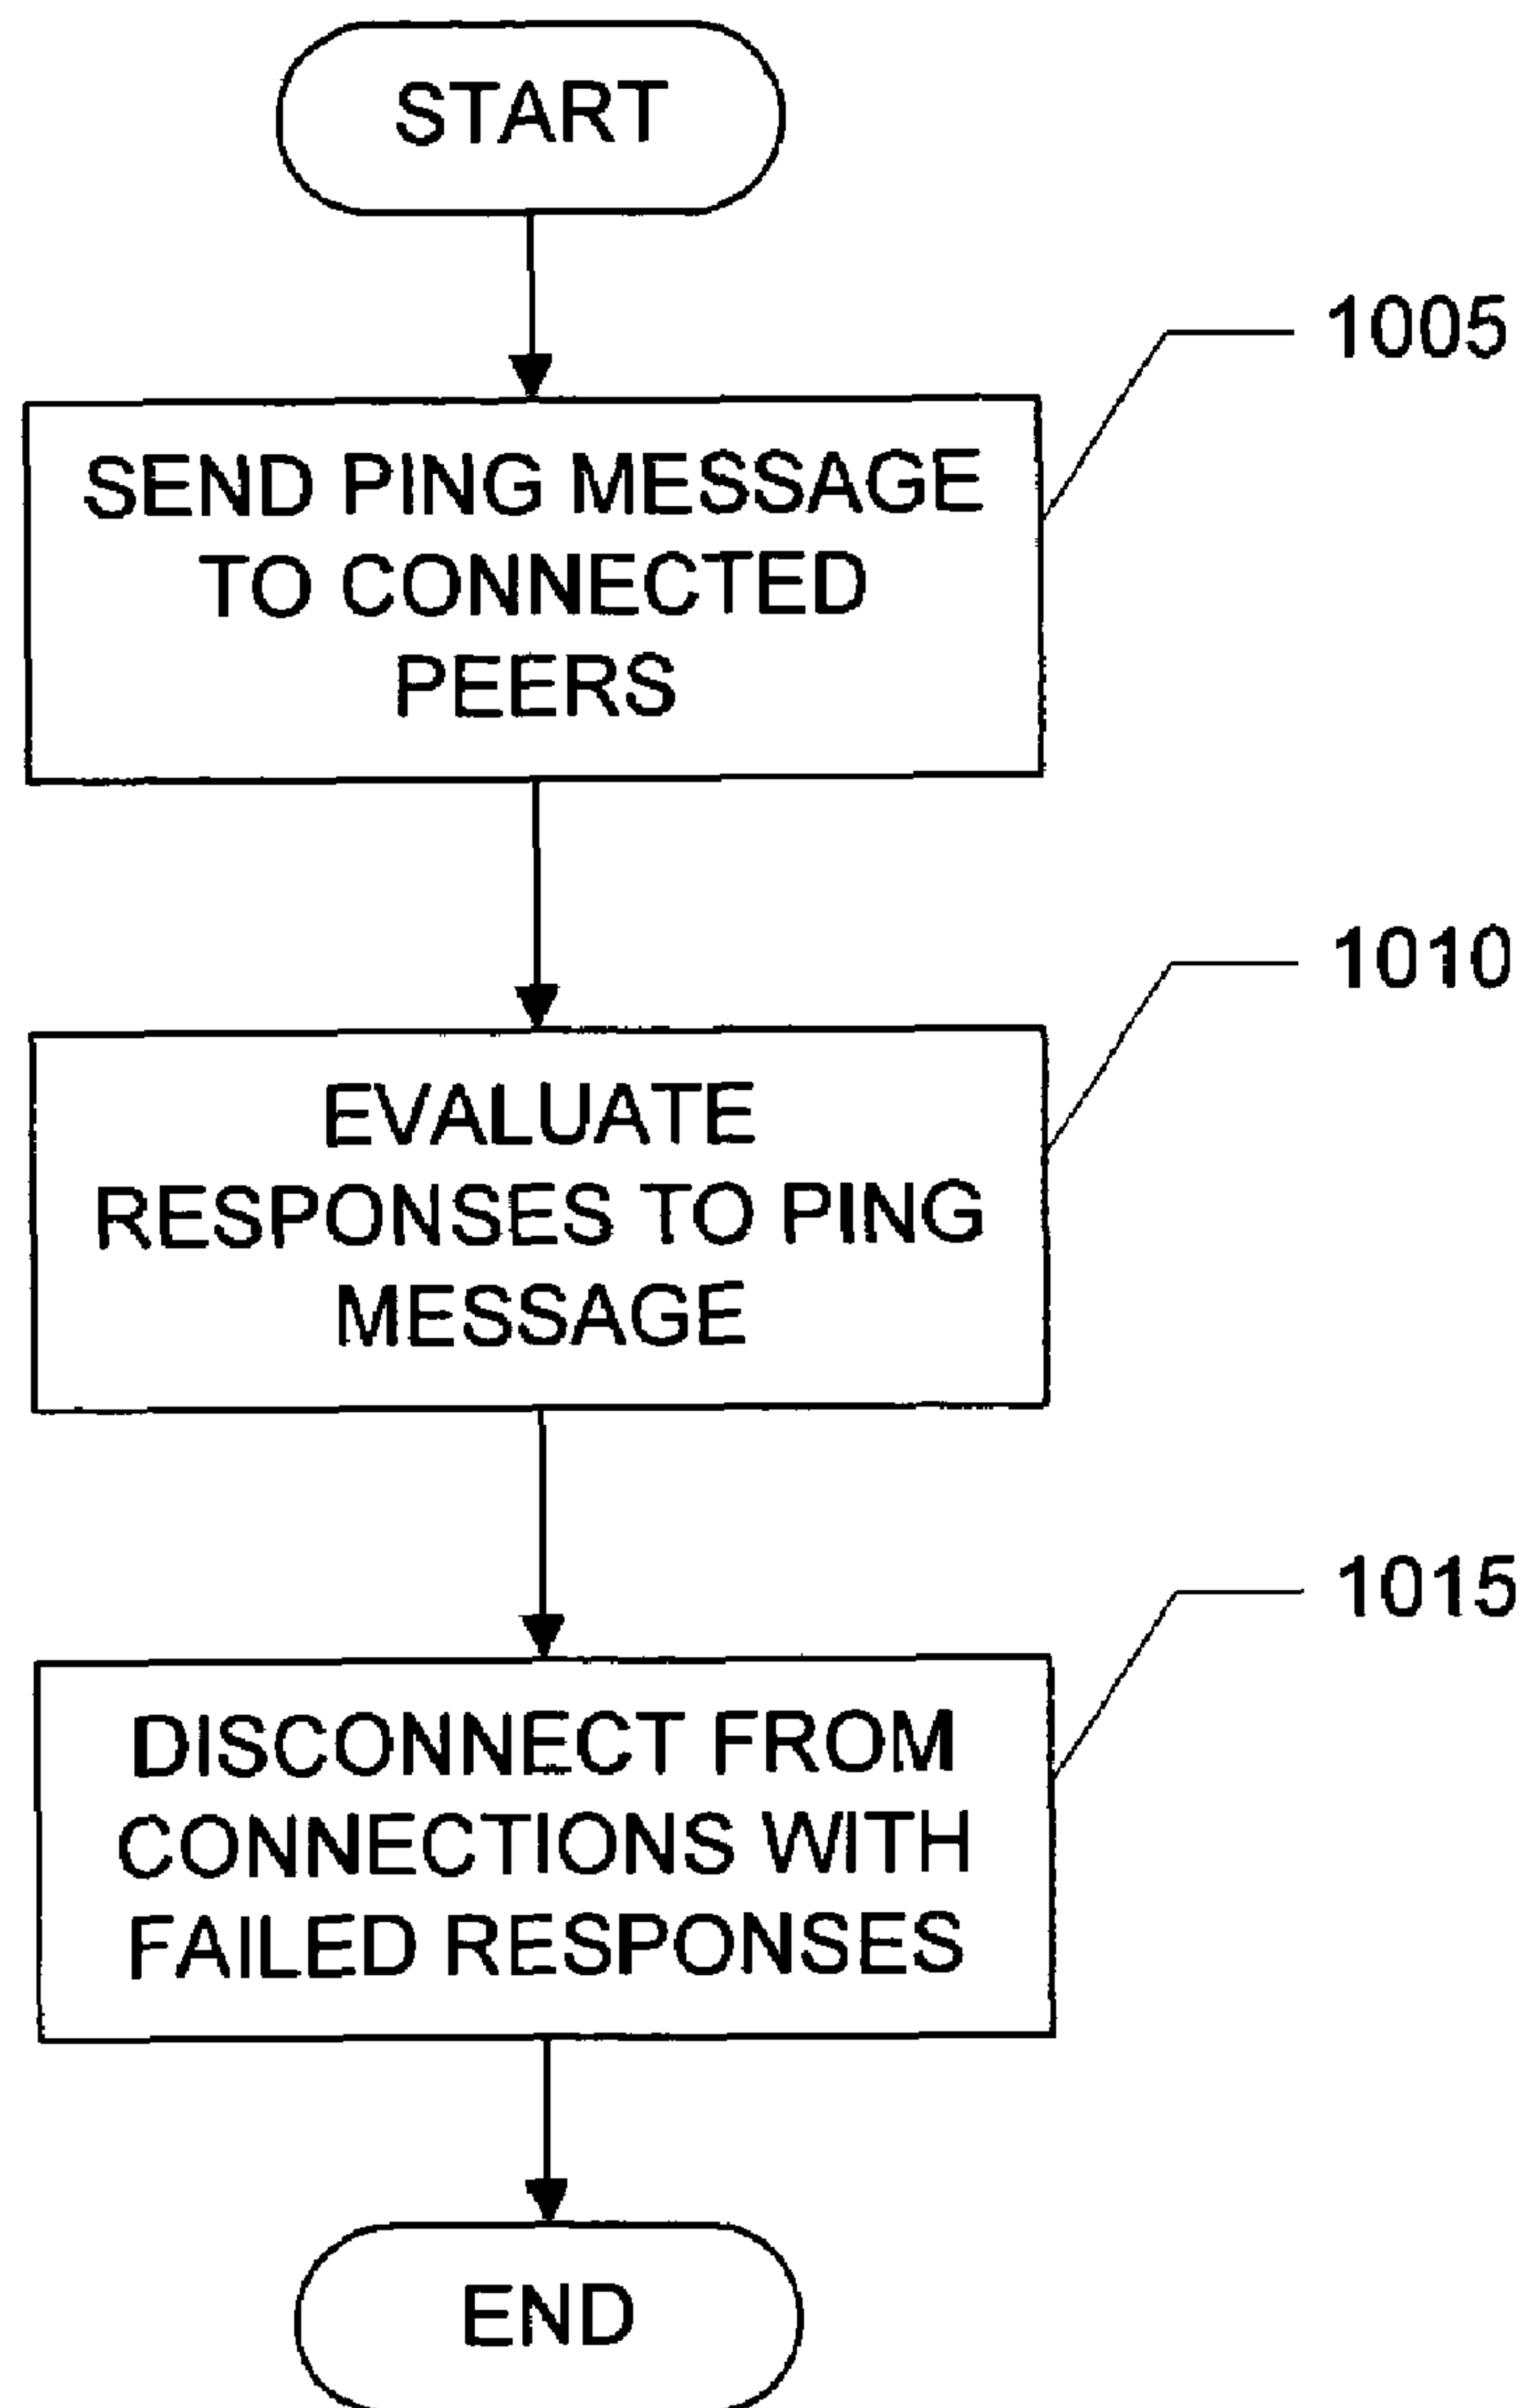 START
1005
SEND PING MESSAGE
TO CONNECTED
PEERS
1010
EVALUATE
RESPONSES TO PING
MESSAGE
1015
DISCONNECT FROM
CONNECTIONS WITH
FAILED RESPONSES
END